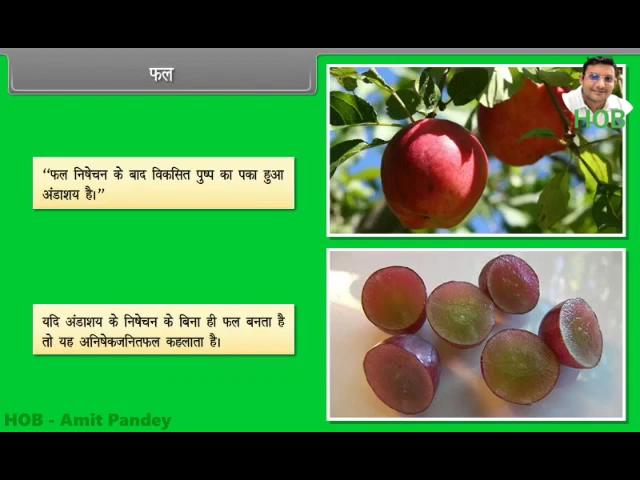 फल
HOB
“फल निषेचन के बाद विकसित पुष्प का पका हुआ
अंडाशय है।”
यदि अंडाशय के निषेचन के बिना ही फल बनता है
तो यह अनिषेकजनितफल कहलाता है।
HOB - Amit Pandey